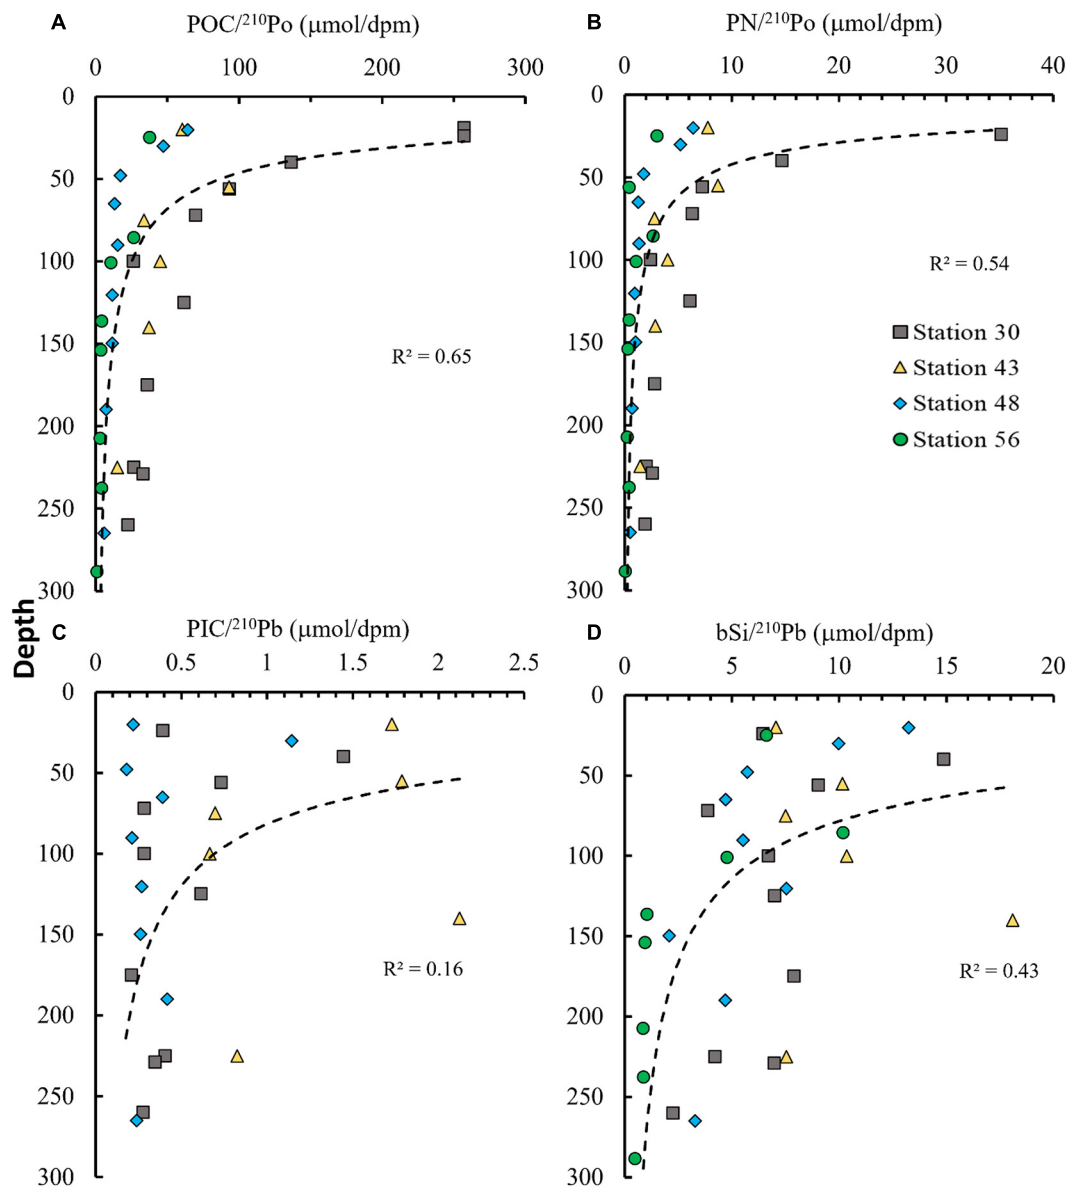 A
POC/²¹⁰Po (µmol/dpm)
0 100 200 300
0
50
100
150
200
250
300
R² = 0.65
B
PN/²¹⁰Po (µmol/dpm)
0 10 20 30 40
0
50
100
150
200
250
300
R² = 0.54
Station 30
Station 43
Station 48
Station 56
Depth
C
PIC/²¹⁰Pb (µmol/dpm)
0 0.5 1 1.5 2 2.5
0
50
100
150
200
250
300
R² = 0.16
D
bSi/²¹⁰Pb (µmol/dpm)
0 5 10 15 20
0
50
100
150
200
250
300
R² = 0.43